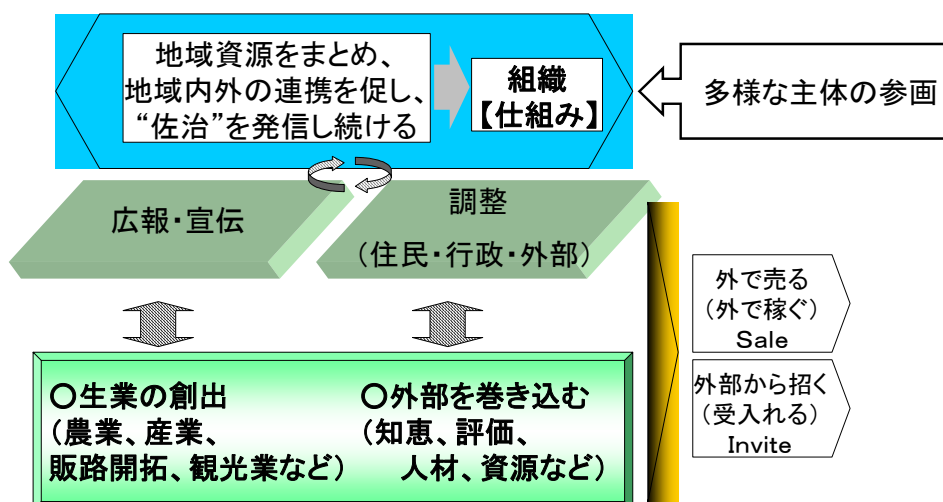 地域資源をまとめ、
地域内外の連携を促し、
“佐治”を発信し続ける
組織
【仕組み】
多様な主体の参画
広報・宣伝
調整
（住民・行政・外部）
外で売る
（外で稼ぐ）
Sale
外部から招く
（受入れる）
Invite
〇生業の創出
（農業、産業、
販路開拓、観光業など）
〇外部を巻き込む
（知恵、評価、
人材、資源など）